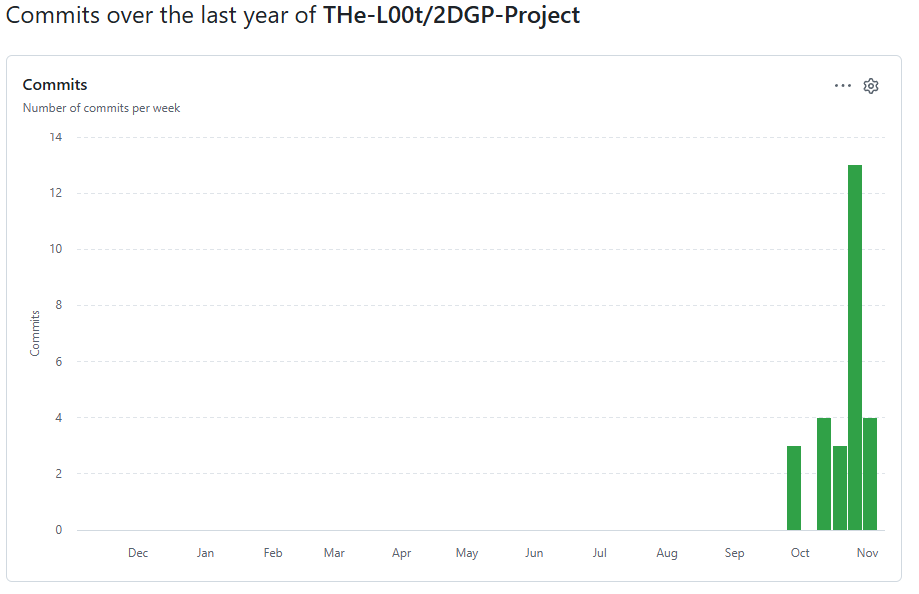 Commits over the last year of THe-L00t/2DGP-Project
Commits
Number of commits per week
14
12
10
8
6
4
2
0
Commits
Dec Jan Feb Mar Apr May Jun Jul Aug Sep Oct Nov